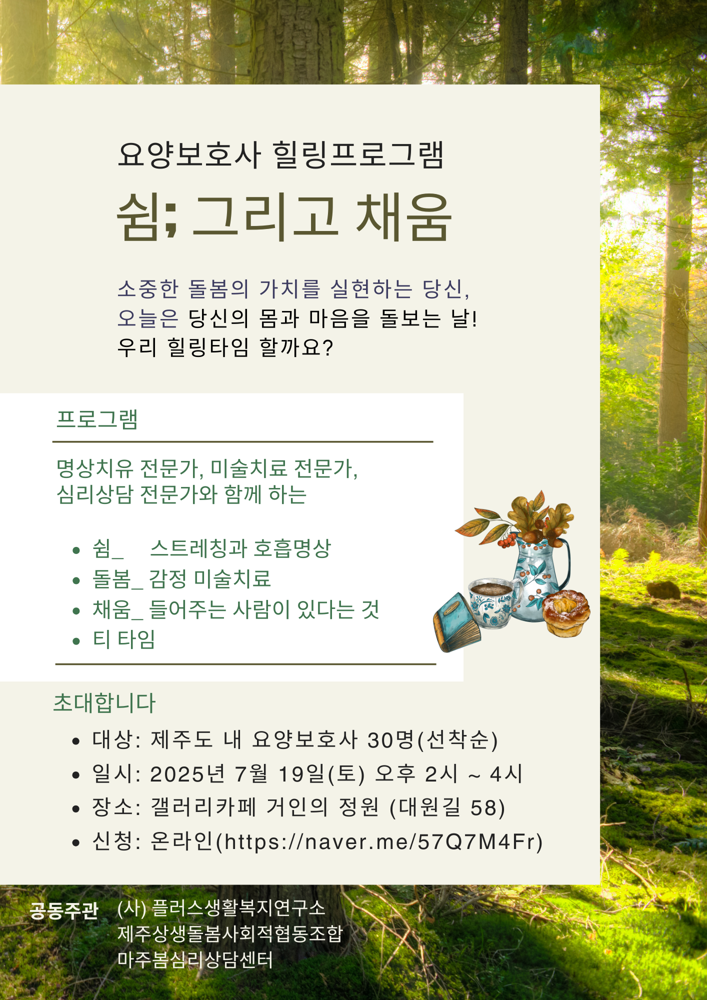 요양보호사 힐링프로그램
쉼; 그리고 채움
소중한 돌봄의 가치를 실현하는 당신,
오늘은 당신의 몸과 마음을 돌보는 날!
우리 힐링타임 할까요?
프로그램
명상치유 전문가, 미술치료 전문가,
심리상담 전문가와 함께 하는
• 쉼_ 스트레칭과 호흡명상
• 돌봄_ 감정 미술치료
• 채움_ 들어주는 사람이 있다는 것
• 티 타임
초대합니다
• 대상: 제주도 내 요양보호사 30명(선착순)
• 일시: 2025년 7월 19일(토) 오후 2시 ~ 4시
• 장소: 갤러리카페 거인의 정원 (대원길 58)
• 신청: 온라인(https://naver.me/57Q7M4Fr)
공동주관 (사) 플러스생활복지연구소
제주상생돌봄사회적협동조합
마주봄심리상담센터